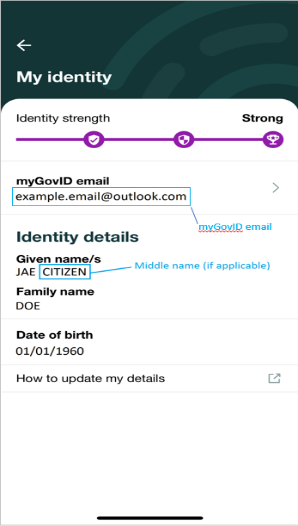 My identity
Identity strength Strong
myGovID email
example.email@outlook.com
myGovID email
Identity details
Given name/s
JAE CITIZEN Middle name (if applicable)
Family name
DOE
Date of birth
01/01/1960
How to update my details